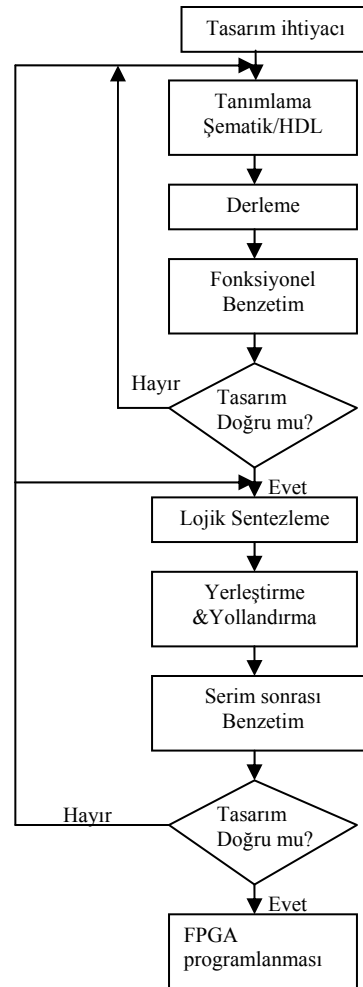 Tasarım ihtiyacı
Tanımlama
Şematik/HDL
Derleme
Fonksiyonel
Benzetim
Hayır
Tasarım
Doğru mu?
Evet
Lojik Sentezleme
Yerleştirme
&Yollandırma
Serim sonrası
Benzetim
Hayır
Tasarım
Doğru mu?
Evet
FPGA
programlanması